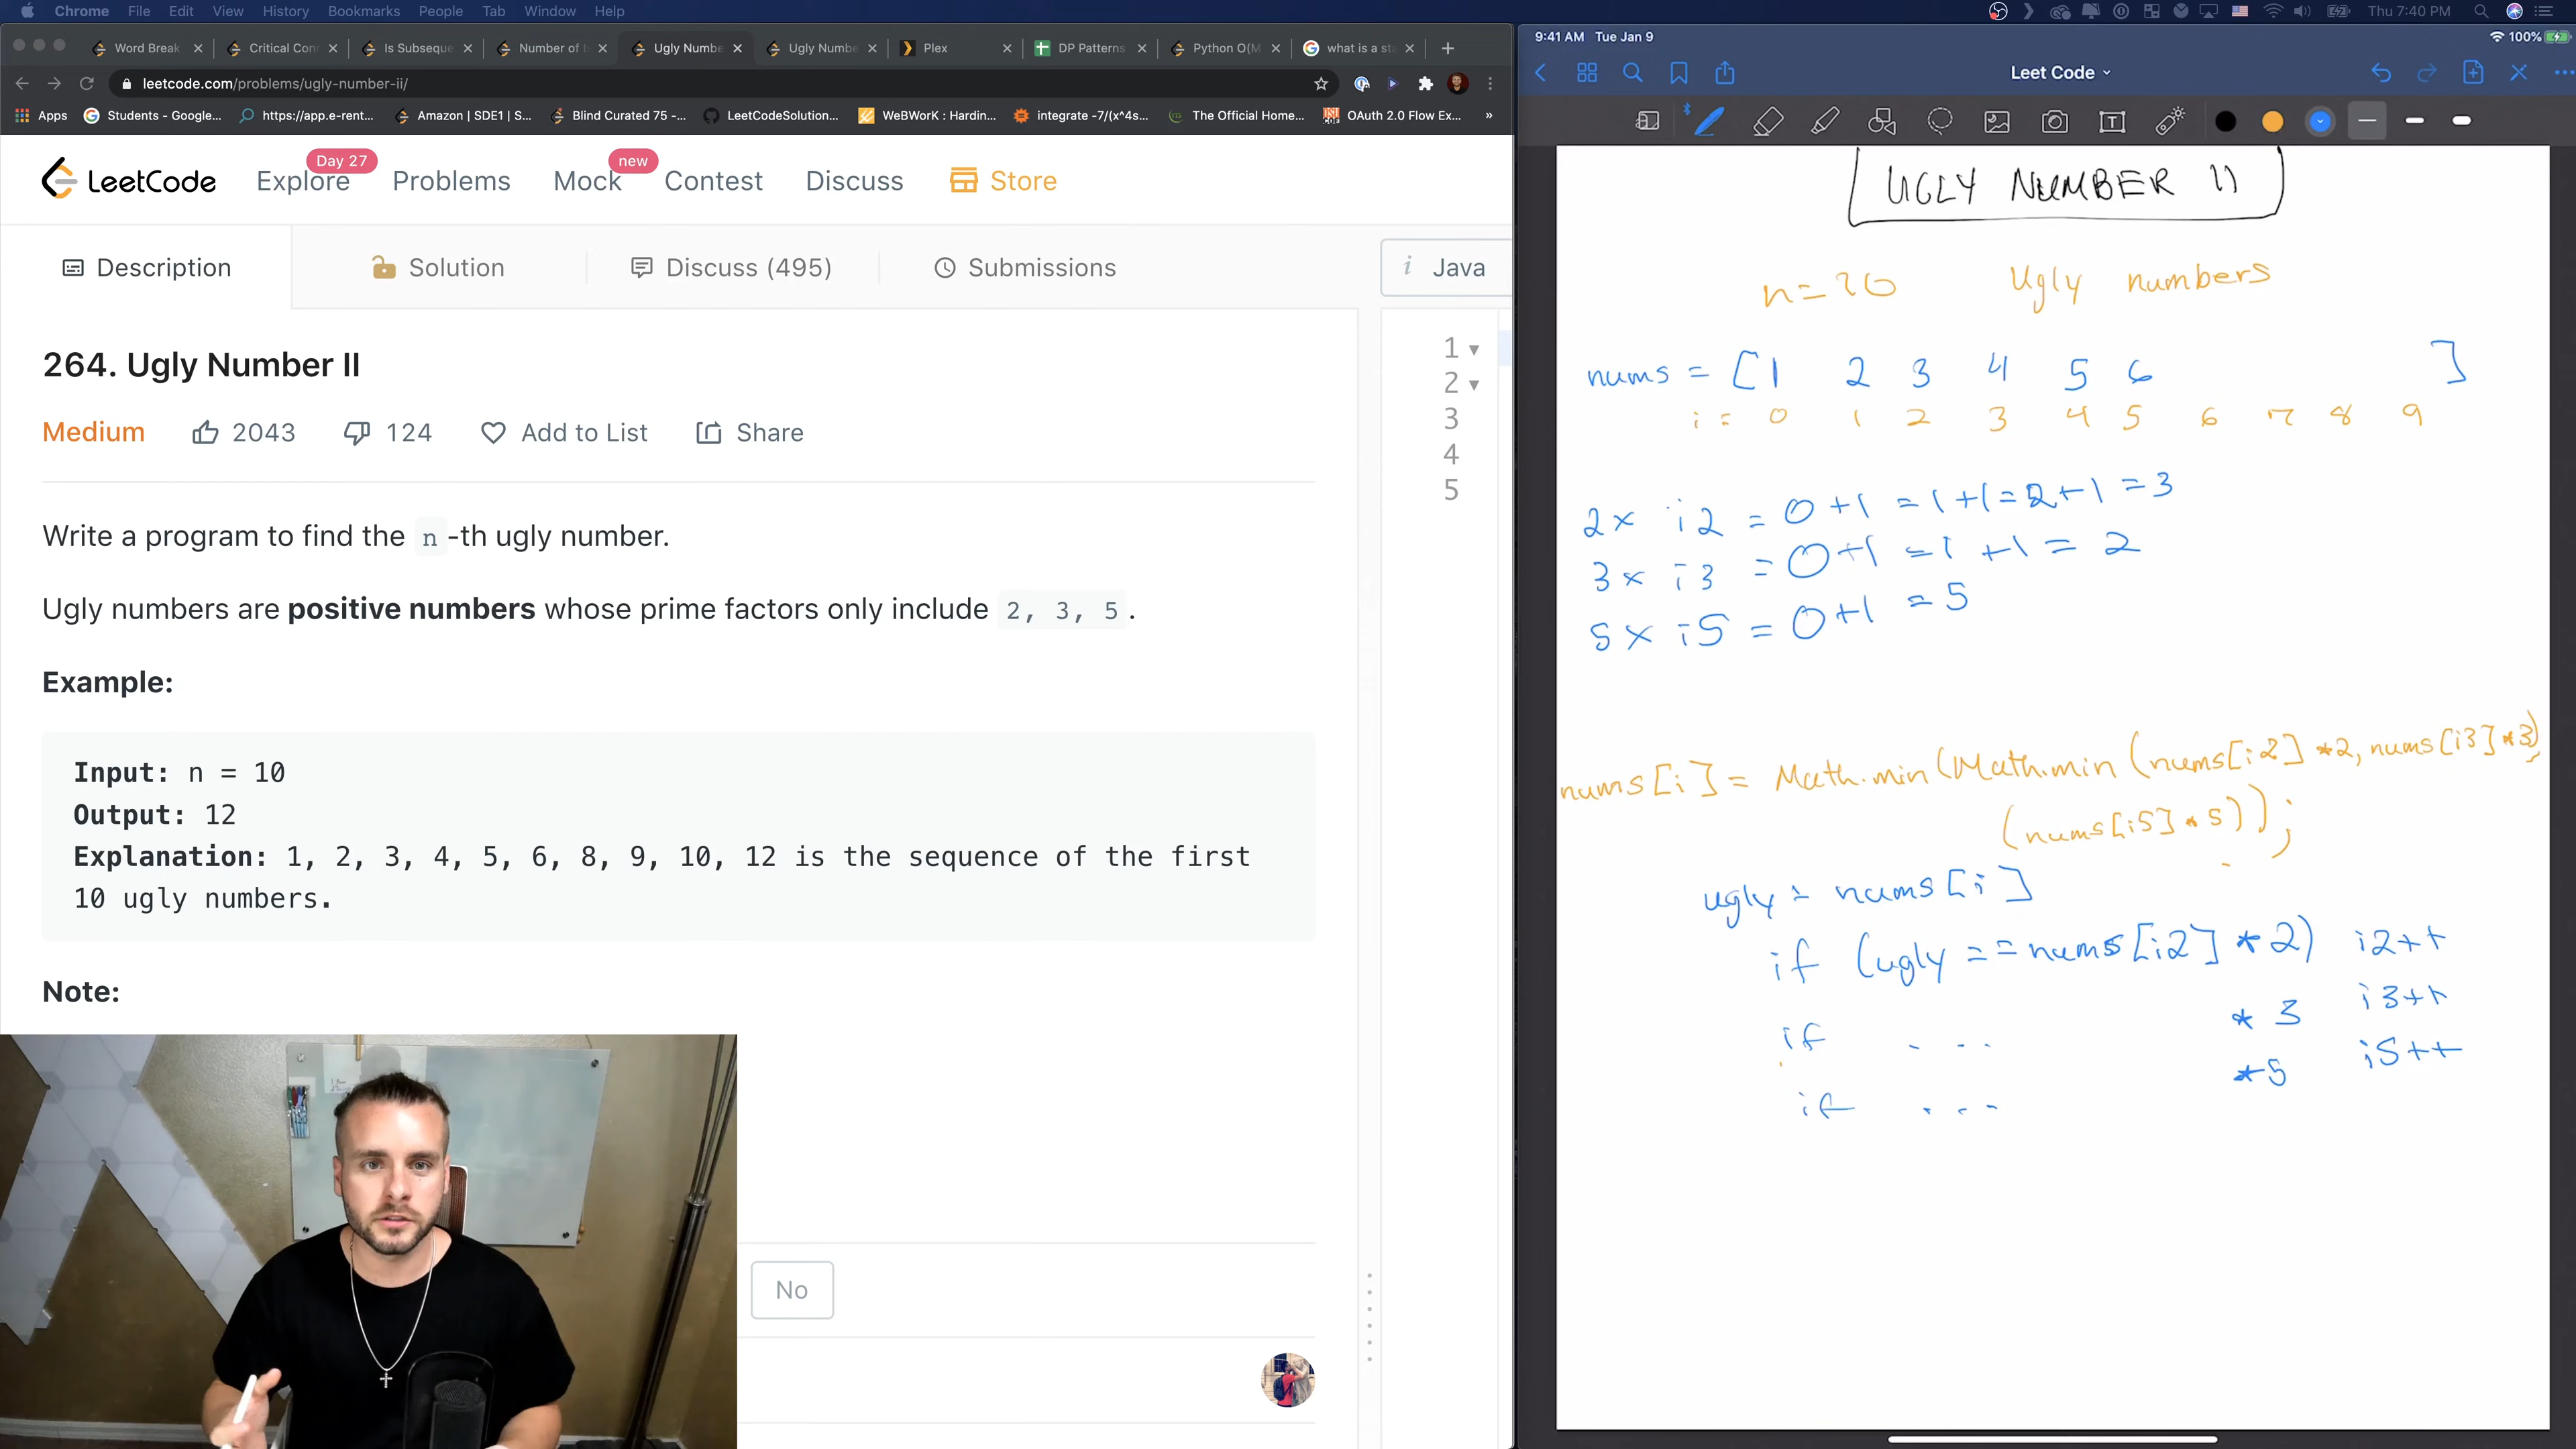 Chrome File Edit View History Bookmarks People Tab Window Help
Thu 7:40 PM
Word Break
Critical Con
Is Subseque
Number of I
Ugly Numbe
Ugly Numbe
Plex
DP Patterns
Python O(M
what is a sta
leetcode.com/problems/ugly-number-ii/
Apps
Students - Google...
https://app.e-rent...
Amazon | SDE1 | S...
Blind Curated 75 -...
LeetCodeSolution...
WeBWorK : Hardin...
integrate -7/(x^4s...
The Official Home...
OAuth 2.0 Flow Ex...
»
LeetCode
Explore
Day 27
Problems
Mock
new
Contest
Discuss
Store
Description
Solution
Discuss (495)
Submissions
i Java
264. Ugly Number II
Medium 2043 124 Add to List Share
Write a program to find the n -th ugly number.
Ugly numbers are positive numbers whose prime factors only include 2, 3, 5 .
Example:
Input: n = 10
Output: 12
Explanation: 1, 2, 3, 4, 5, 6, 8, 9, 10, 12 is the sequence of the first
10 ugly numbers.
Note:
No
1
2
3
4
5
9:41 AM Tue Jan 9
100%
Leet Code
UGLY NUMBER II
n=20 Ugly numbers
nums = [1 2 3 4 5 6 ]
i = 0 1 2 3 4 5 6 7 8 9
2x i2 = 0+1 = 1+1 = 2+1 = 3
3x i3 = 0+1 = 1 +1 = 2
5x i5 = 0+1 = 5
nums[i] = Math.min(Math.min(nums[i2] *2, nums[i3]*3)
(nums[i5]*5));
ugly = nums[i]
if (ugly == nums[i2] * 2) i2++
if ... * 3 i3++
if ... *5 i5++